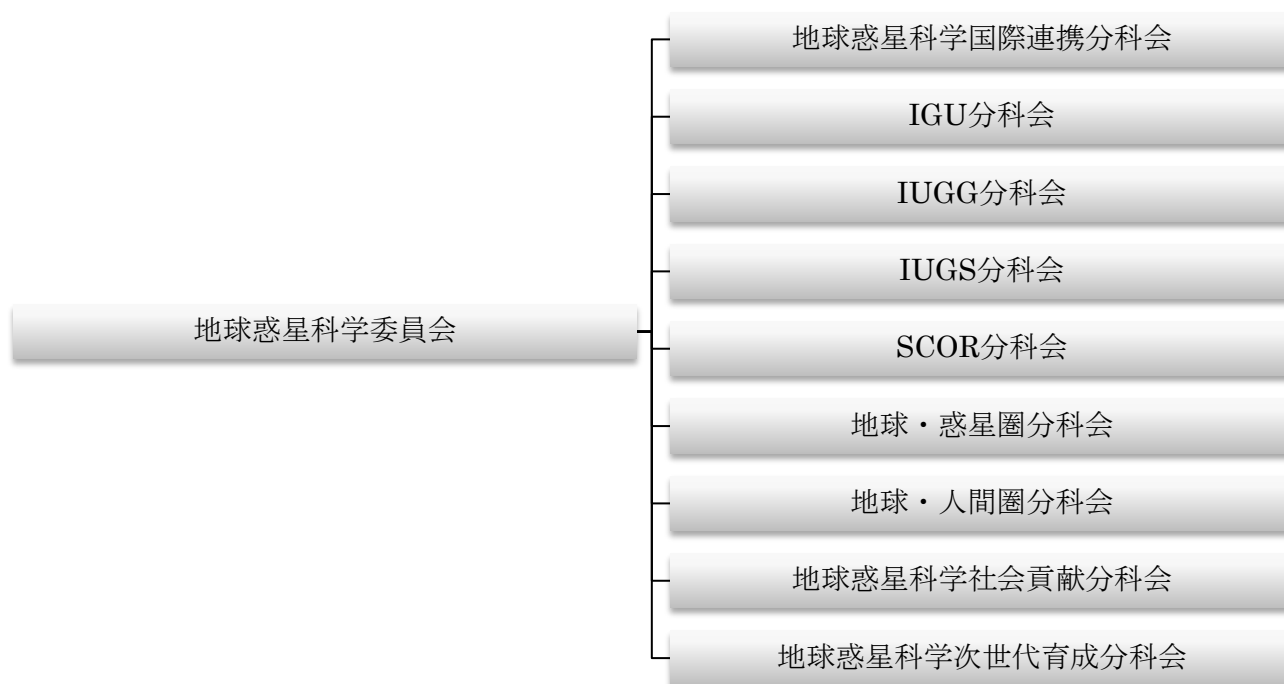 地球惑星科学委員会
地球惑星科学国際連携分科会
IGU分科会
IUGG分科会
IUGS分科会
SCOR分科会
地球・惑星圏分科会
地球・人間圏分科会
地球惑星科学社会貢献分科会
地球惑星科学次世代育成分科会